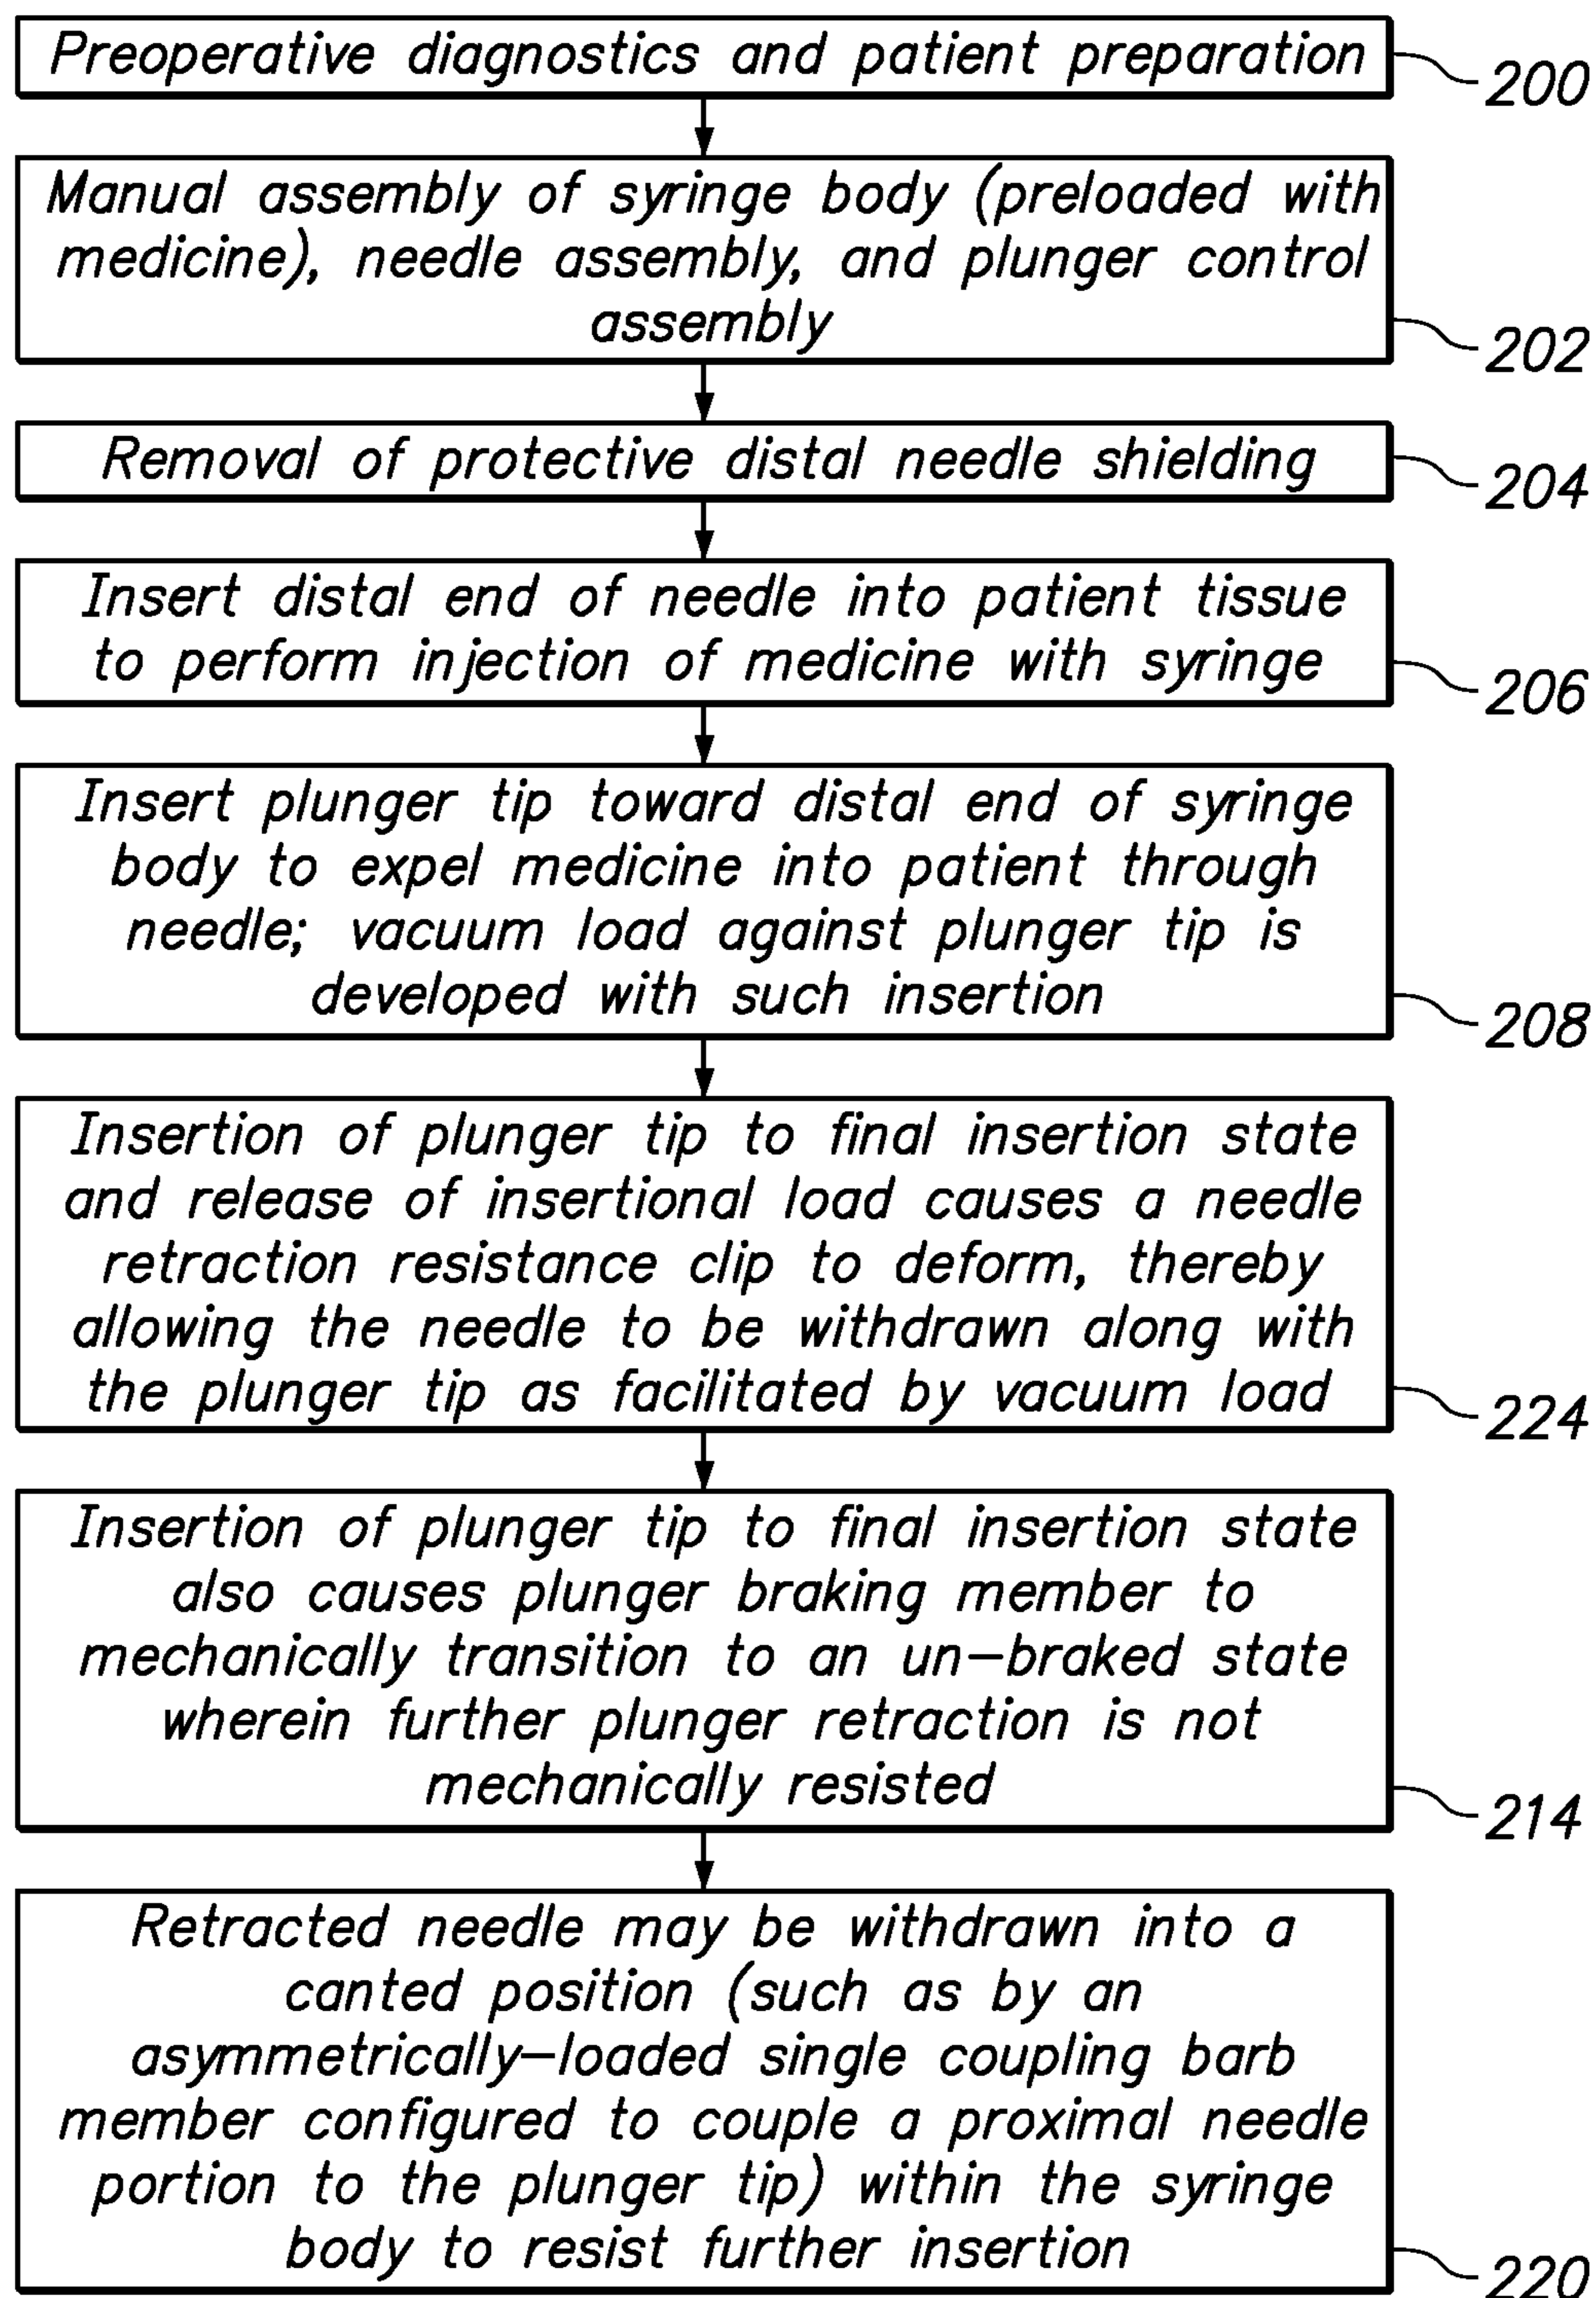 Preoperative diagnostics and patient preparation
200
Manual assembly of syringe body (preloaded with
medicine), needle assembly, and plunger control
assembly
202
Removal of protective distal needle shielding
204
Insert distal end of needle into patient tissue
to perform injection of medicine with syringe
206
Insert plunger tip toward distal end of syringe
body to expel medicine into patient through
needle; vacuum load against plunger tip is
developed with such insertion
208
Insertion of plunger tip to final insertion state
and release of insertional load causes a needle
retraction resistance clip to deform, thereby
allowing the needle to be withdrawn along with
the plunger tip as facilitated by vacuum load
224
Insertion of plunger tip to final insertion state
also causes plunger braking member to
mechanically transition to an un-braked state
wherein further plunger retraction is not
mechanically resisted
214
Retracted needle may be withdrawn into a
canted position (such as by an
asymmetrically-loaded single coupling barb
member configured to couple a proximal needle
portion to the plunger tip) within the syringe
body to resist further insertion
220